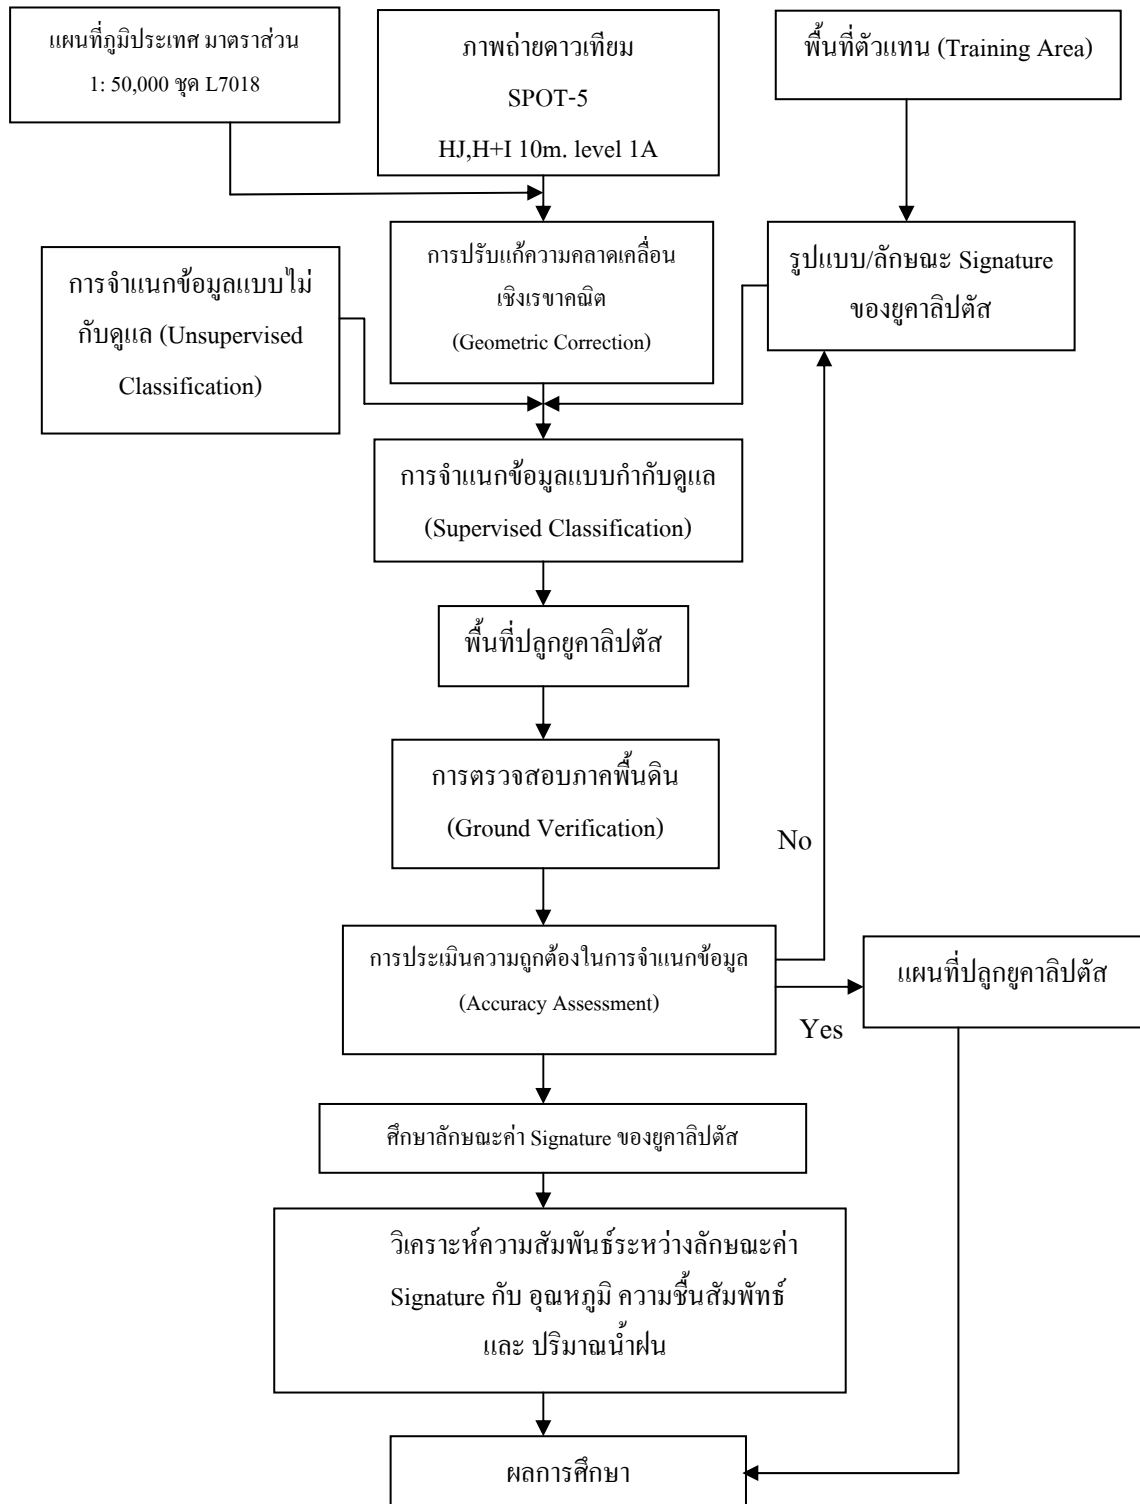 แผนที่ภูมิประเทศ มาตราส่วน
1: 50,000 ชุด L7018
ภาพถ่ายดาวเทียม
SPOT-5
HJ,H+I 10m. level 1A
พื้นที่ตัวแทน (Training Area)
การจำแนกข้อมูลแบบไม่
กับดูแล (Unsupervised
Classification)
การปรับแก้ความคลาดเคลื่อน
เชิงเรขาคณิต
(Geometric Correction)
รูปแบบ/ลักษณะ Signature
ของยูคาลิปตัส
การจำแนกข้อมูลแบบกำกับดูแล
(Supervised Classification)
พื้นที่ปลูกยูคาลิปตัส
การตรวจสอบภาคพื้นดิน
(Ground Verification)
No
การประเมินความถูกต้องในการจำแนกข้อมูล
(Accuracy Assessment)
Yes
แผนที่ปลูกยูคาลิปตัส
ศึกษาลักษณะค่า Signature ของยูคาลิปตัส
วิเคราะห์ความสัมพันธ์ระหว่างลักษณะค่า
Signature กับ อุณหภูมิ ความชื้นสัมพัทธ์
และ ปริมาณน้ำฝน
ผลการศึกษา